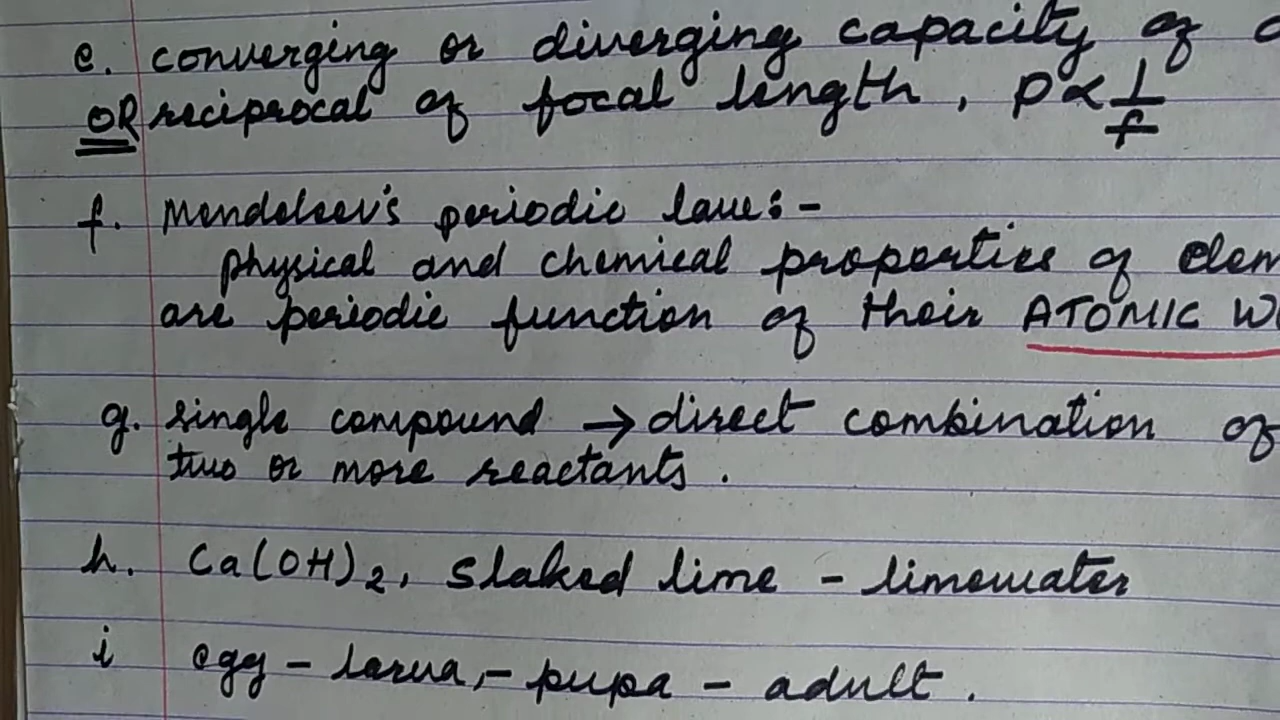 e. converging or diverging capacity of
OR reciprocal of focal length, P ∝ 1/f
f. Mendeleev's periodic law:-
physical and chemical properties of elem
are periodic function of their ATOMIC W
g. single compound → direct combination of
two or more reactants.
h. Ca(OH)2, slaked lime - limewater
i egg - larva,- pupa - adult.